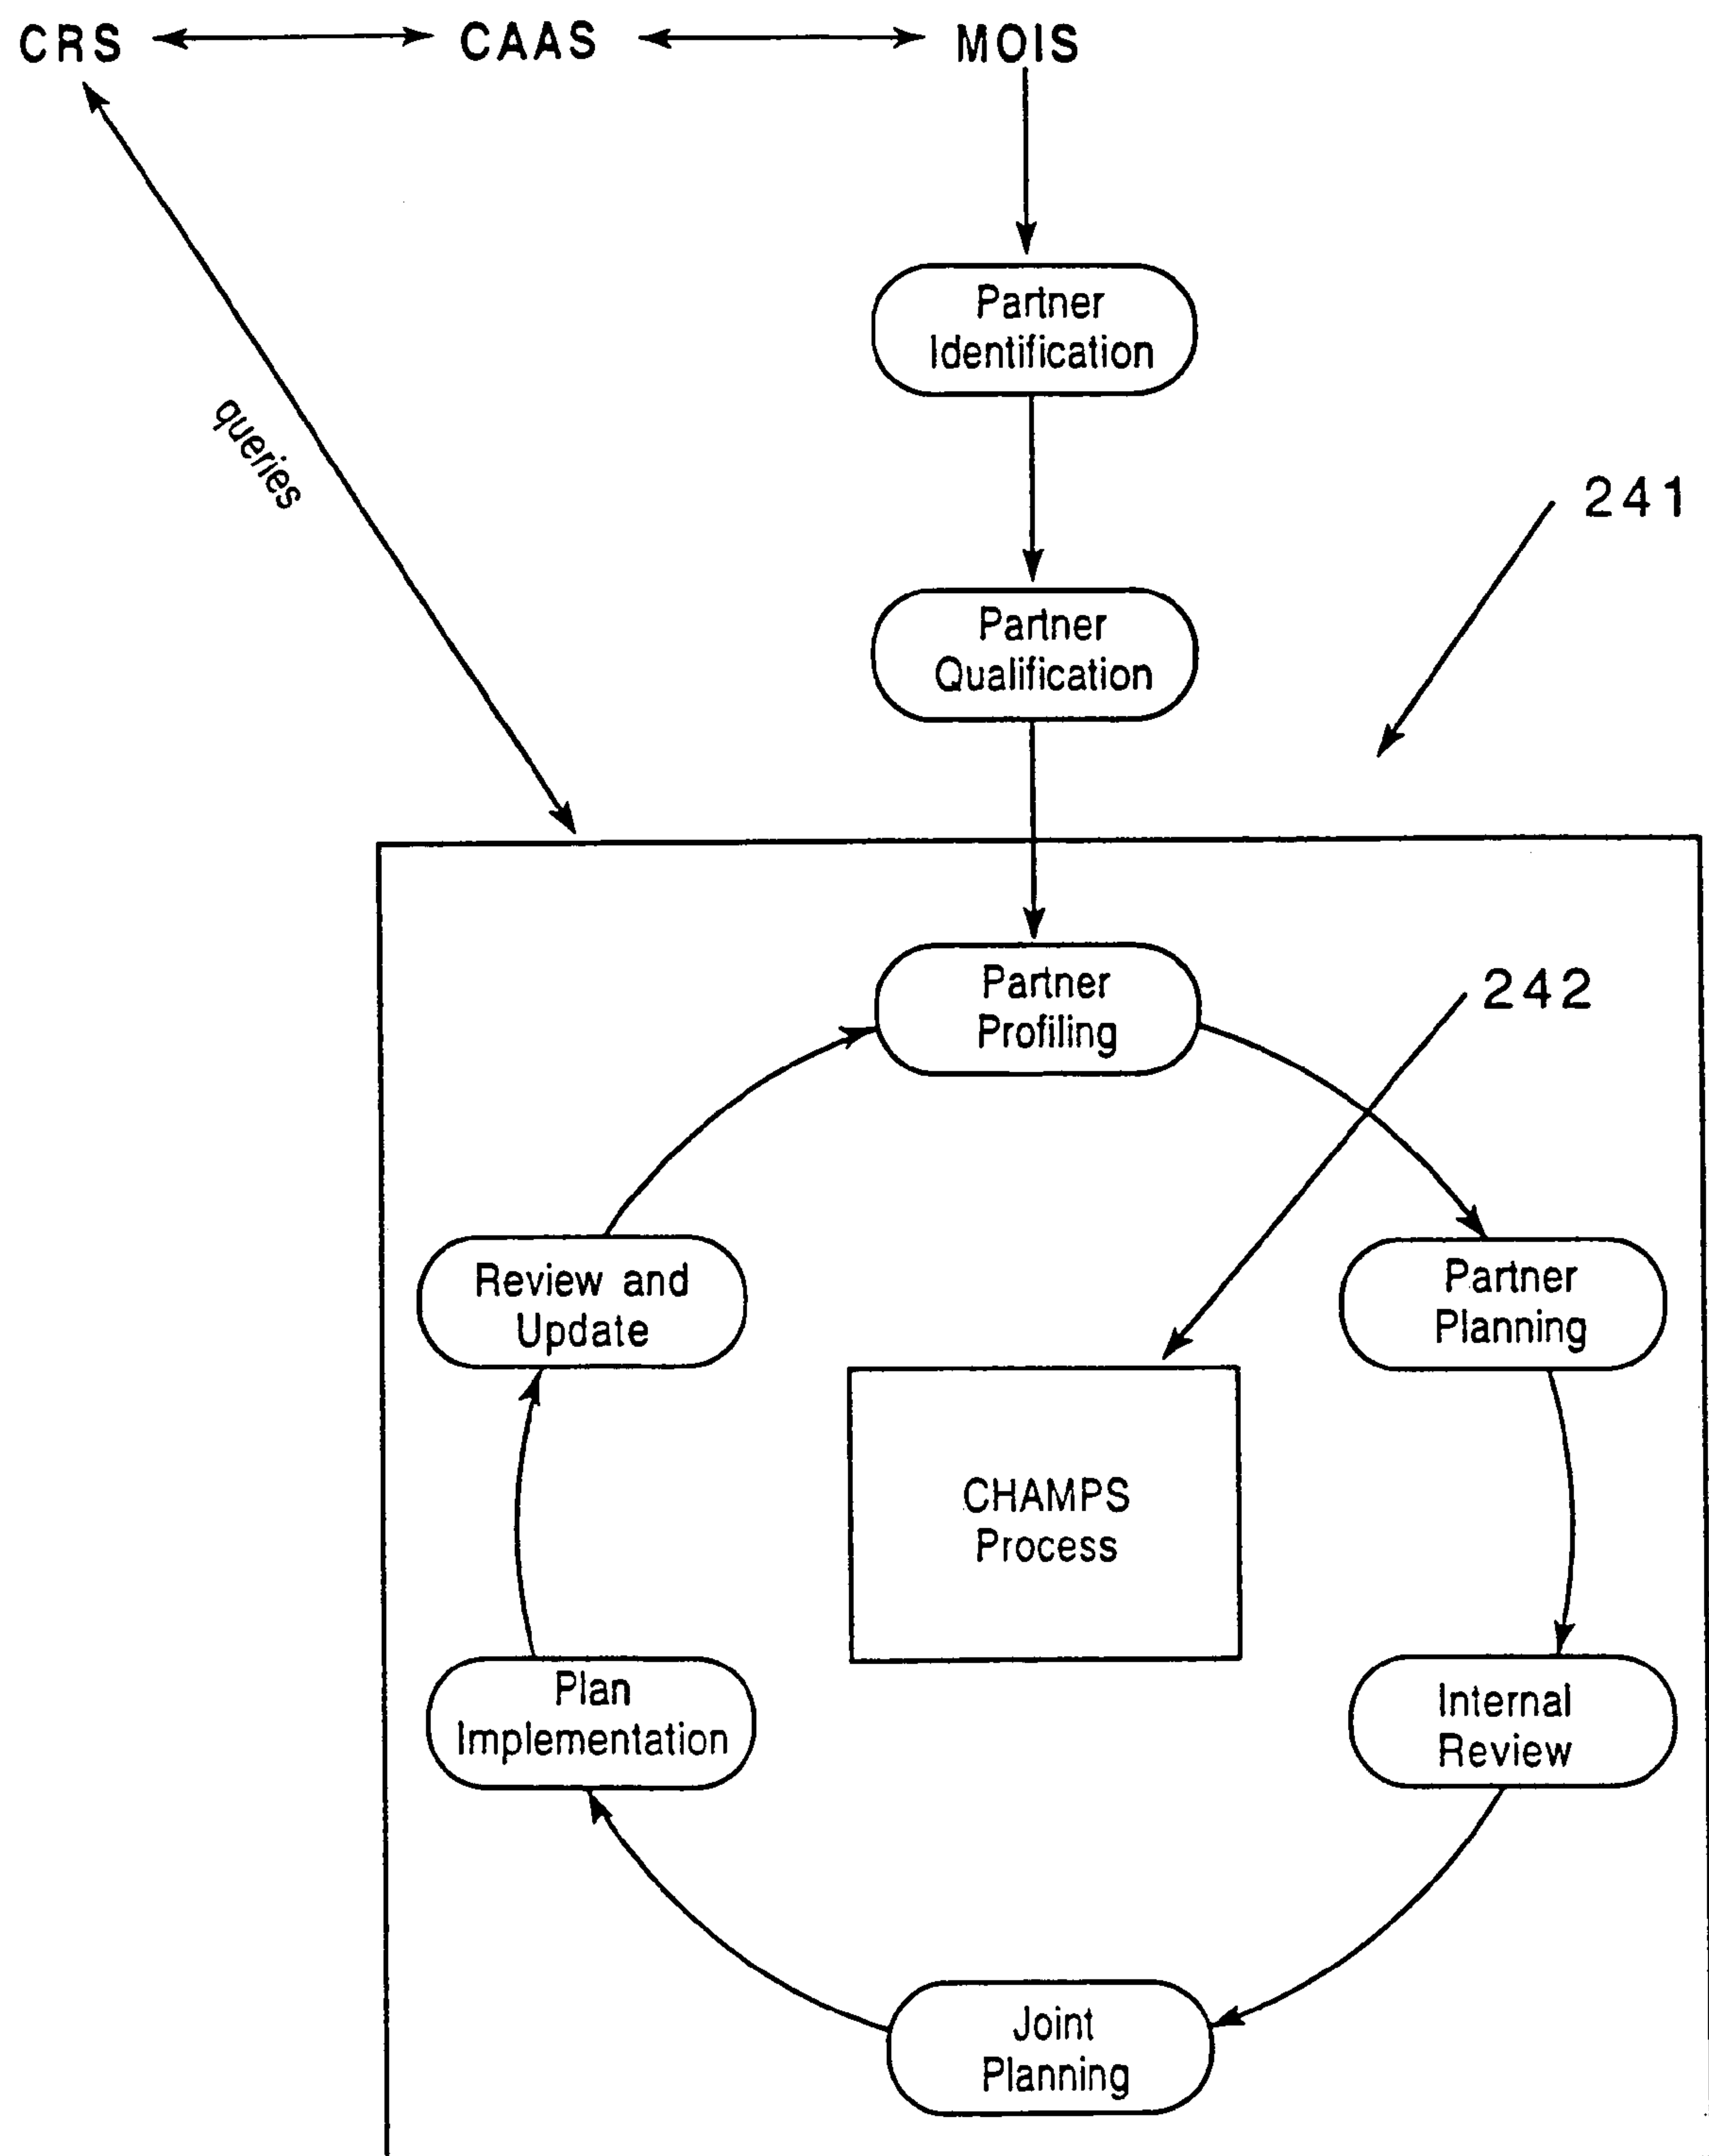 CRS CAAS MOIS
Partner
Identification
queries
241
Partner
Qualification
Partner
Profiling
242
Review and
Update
Partner
Planning
CHAMPS
Process
Plan
Implementation
Internal
Review
Joint
Planning